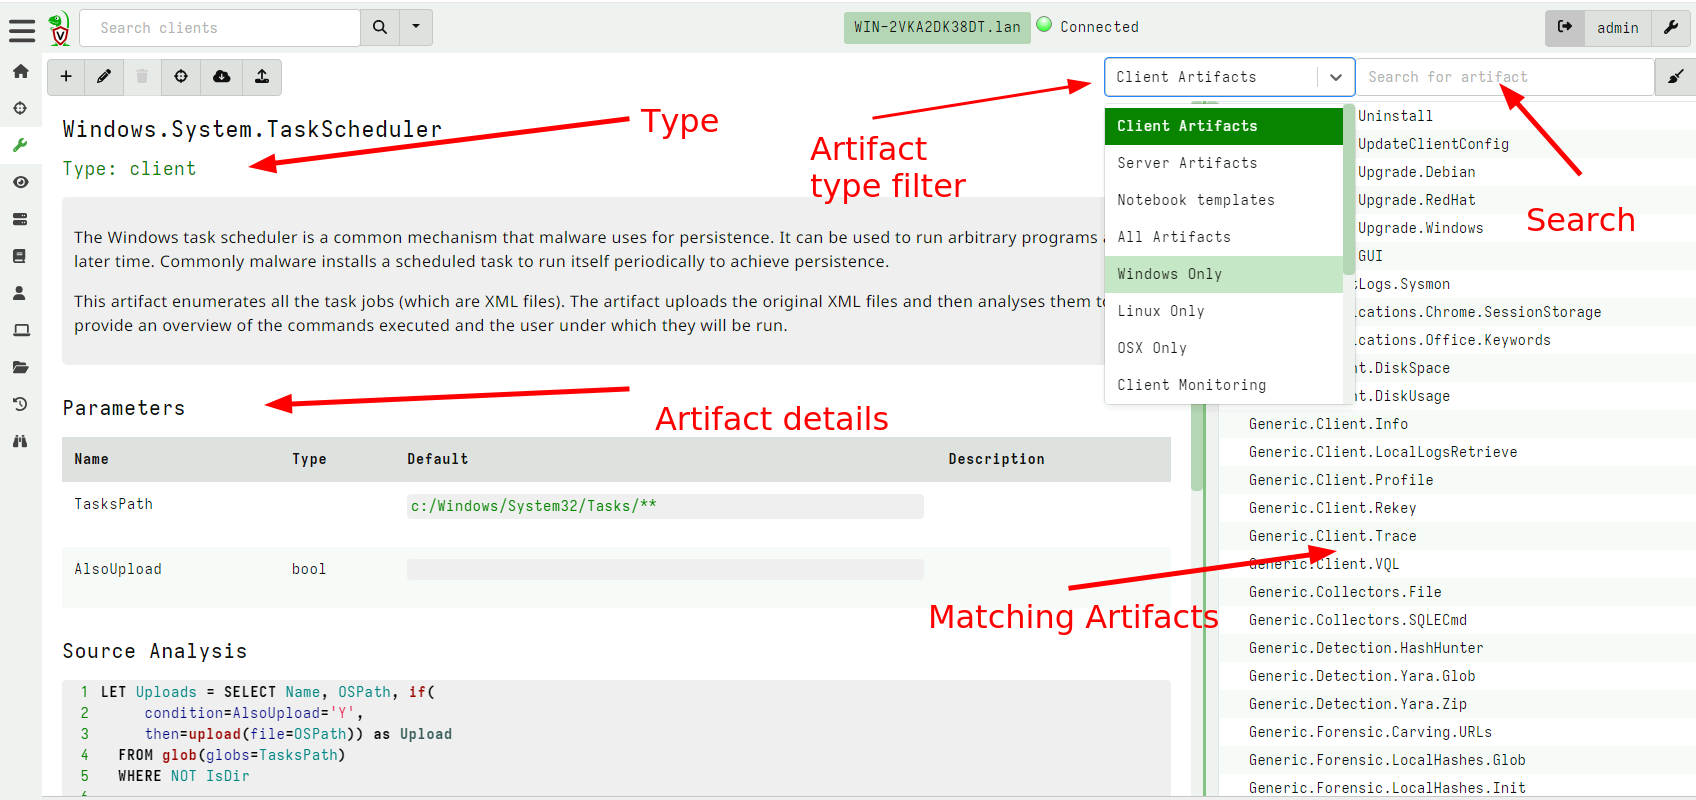 Search clients
WIN-2VKA2DK38DT.lan
Connected
admin
Client Artifacts
Search for artifact
Client Artifacts
Server Artifacts
Notebook templates
All Artifacts
Windows Only
Linux Only
OSX Only
Client Monitoring
Type
Artifact
type filter
Search
Artifact details
Matching Artifacts
Windows.System.TaskScheduler
Type: client
The Windows task scheduler is a common mechanism that malware uses for persistence. It can be used to run arbitrary programs
later time. Commonly malware installs a scheduled task to run itself periodically to achieve persistence.
This artifact enumerates all the task jobs (which are XML files). The artifact uploads the original XML files and then analyses them to
provide an overview of the commands executed and the user under which they will be run.
Parameters
Name Type Default Description
TasksPath c:/Windows/System32/Tasks/**
AlsoUpload bool
Source Analysis
1 LET Uploads = SELECT Name, OSPath, if(
2 condition=AlsoUpload='Y',
3 then=upload(file=OSPath)) as Upload
4 FROM glob(globs=TasksPath)
5 WHERE NOT IsDir
Uninstall
UpdateClientConfig
Upgrade.Debian
Upgrade.RedHat
Upgrade.Windows
GUI
tLogs.Sysmon
ications.Chrome.SessionStorage
ications.Office.Keywords
t.DiskSpace
t.DiskUsage
Generic.Client.Info
Generic.Client.LocalLogsRetrieve
Generic.Client.Profile
Generic.Client.Rekey
Generic.Client.Trace
Generic.Client.VQL
Generic.Collectors.File
Generic.Collectors.SQLECmd
Generic.Detection.HashHunter
Generic.Detection.Yara.Glob
Generic.Detection.Yara.Zip
Generic.Forensic.Carving.URLs
Generic.Forensic.LocalHashes.Glob
Generic.Forensic.LocalHashes.Init